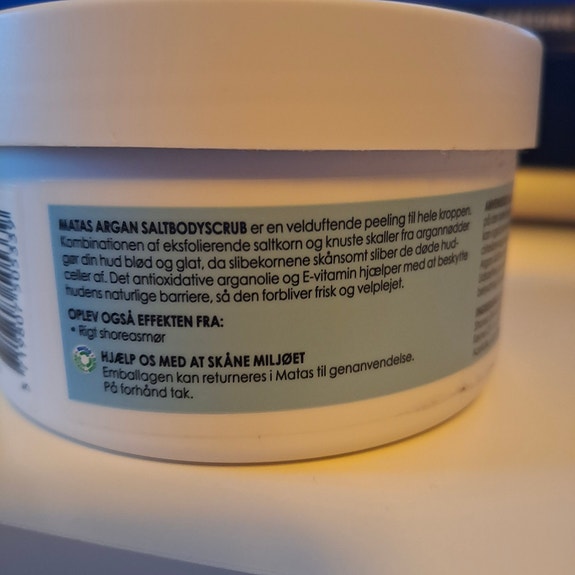 MATAS ARGAN SALTBODYSCRUB er en velduftende peeling til hele kroppen.
Kombinationen af eksfolierende saltkorn og knuste skaller fra argannødder
gør din hud blød og glat, da slibekornene skånsomt sliber de døde hud-
celler af. Det antioxidative arganolie og E-vitamin hjælper med at beskytte
hudens naturlige barriere, så den forbliver frisk og velplejet.
OPLEV OGSÅ EFFEKTEN FRA:
• Rigt shoreasmør
HJÆLP OS MED AT SKÅNE MILJØET
Emballagen kan returneres i Matas til genanvendelse.
På forhånd tak.